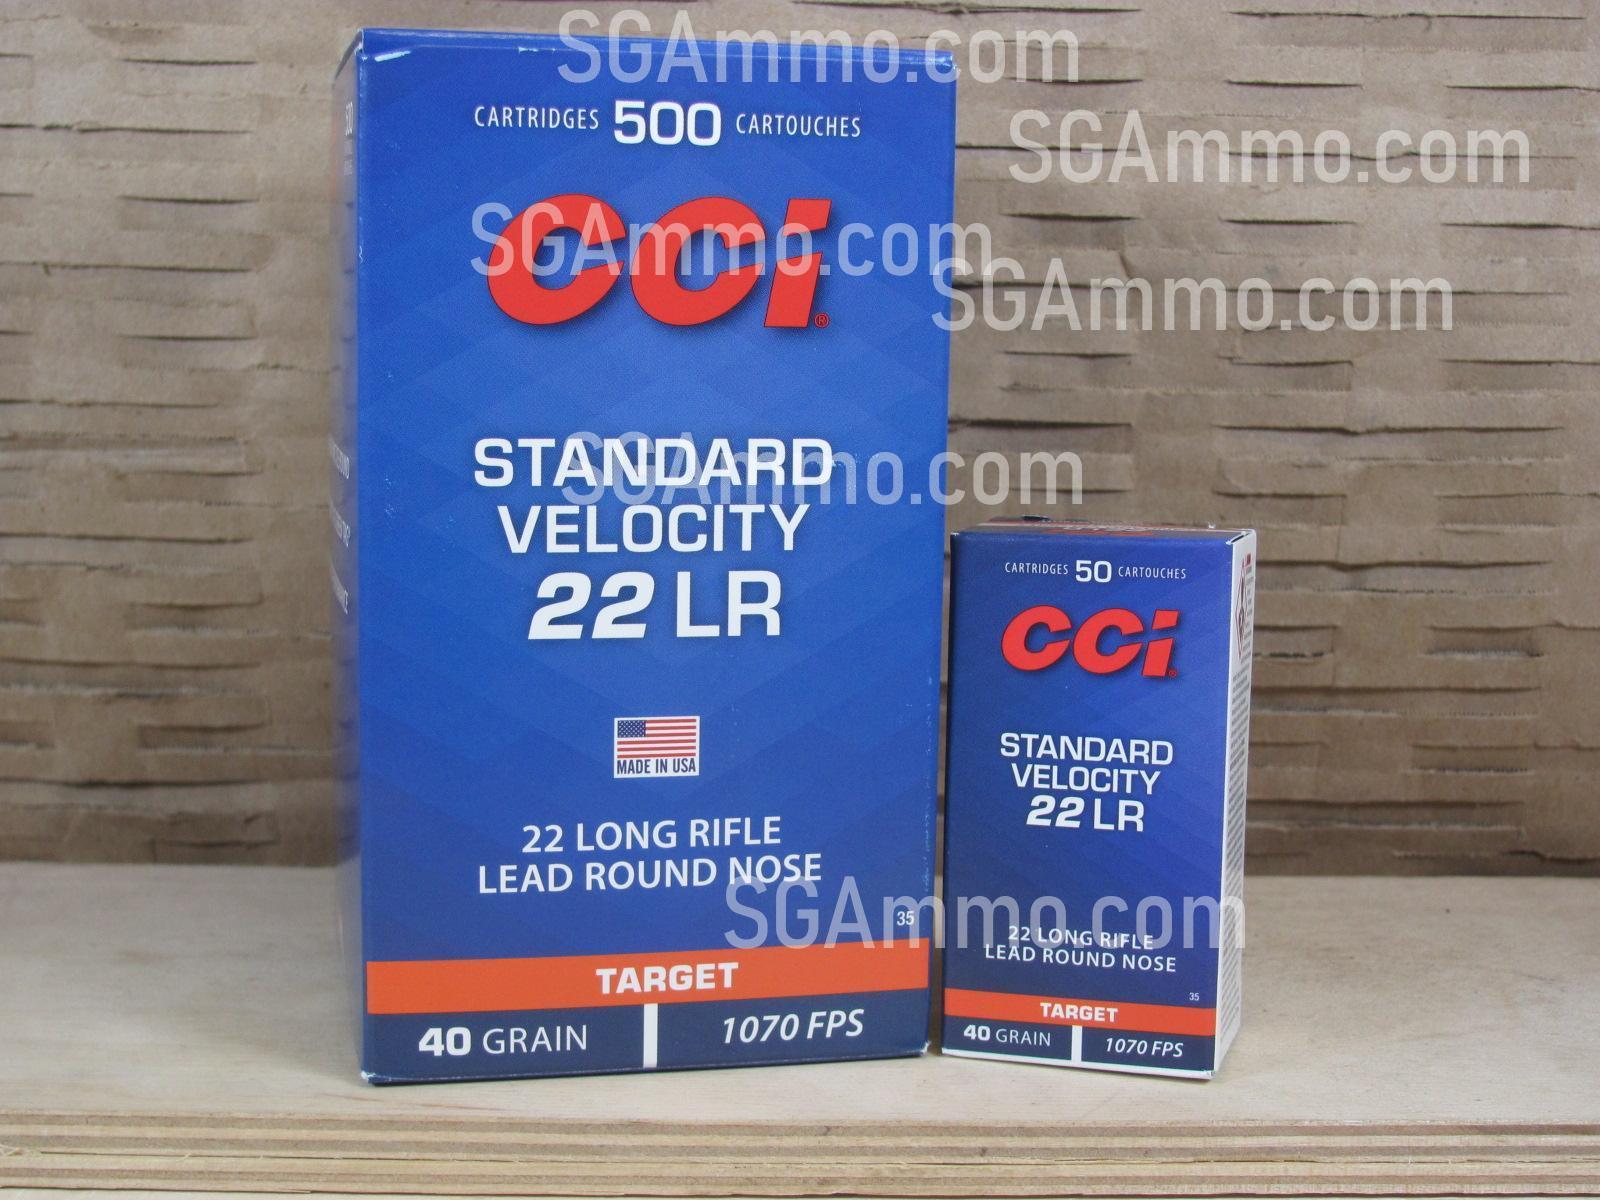 SGAmmo.com
CARTRIDGES 500 CARTOUCHES
SGAmmo.com
CCI®
SGAmmo.com
SGAmmo.com
STANDARD
SGAmmo.com
VELOCITY
22 LR
MADE IN USA
22 LONG RIFLE
LEAD ROUND NOSE
35
TARGET
40 GRAIN
1070 FPS
CARTRIDGES 50 CARTOUCHES
CCI
STANDARD
VELOCITY
22 LR
SGAmmo.com
22 LONG RIFLE
LEAD ROUND NOSE
35
TARGET
40 GRAIN
1070 FPS